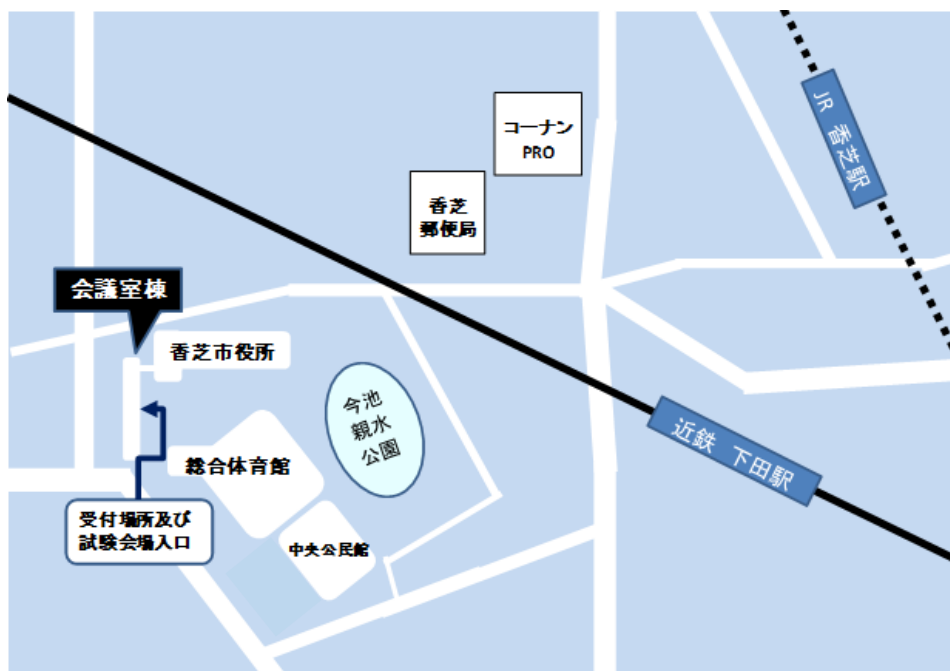 JR 香芝駅
コーナン
PRO
香芝
郵便局
会議室棟
香芝市役所
今池
親水
公園
近鉄 下田駅
総合体育館
受付場所及び
試験会場入口
中央公民館